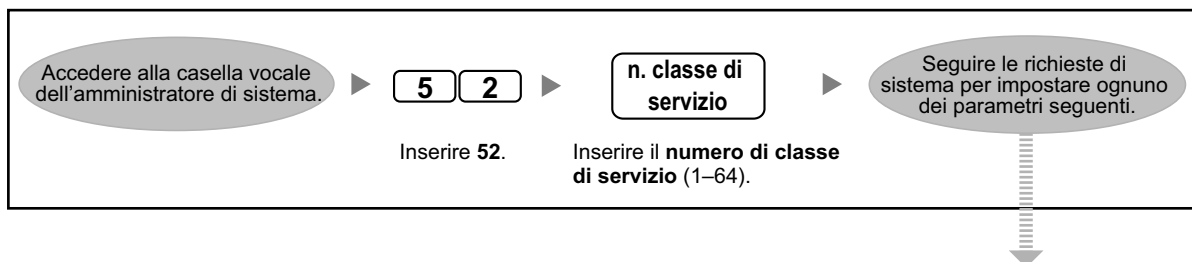 Accedere alla casella vocale
dell'amministratore di sistema.
5 2
Inserire 52.
n. classe di
servizio
Inserire il numero di classe
di servizio (1–64).
Seguire le richieste di
sistema per impostare ognuno
dei parametri seguenti.